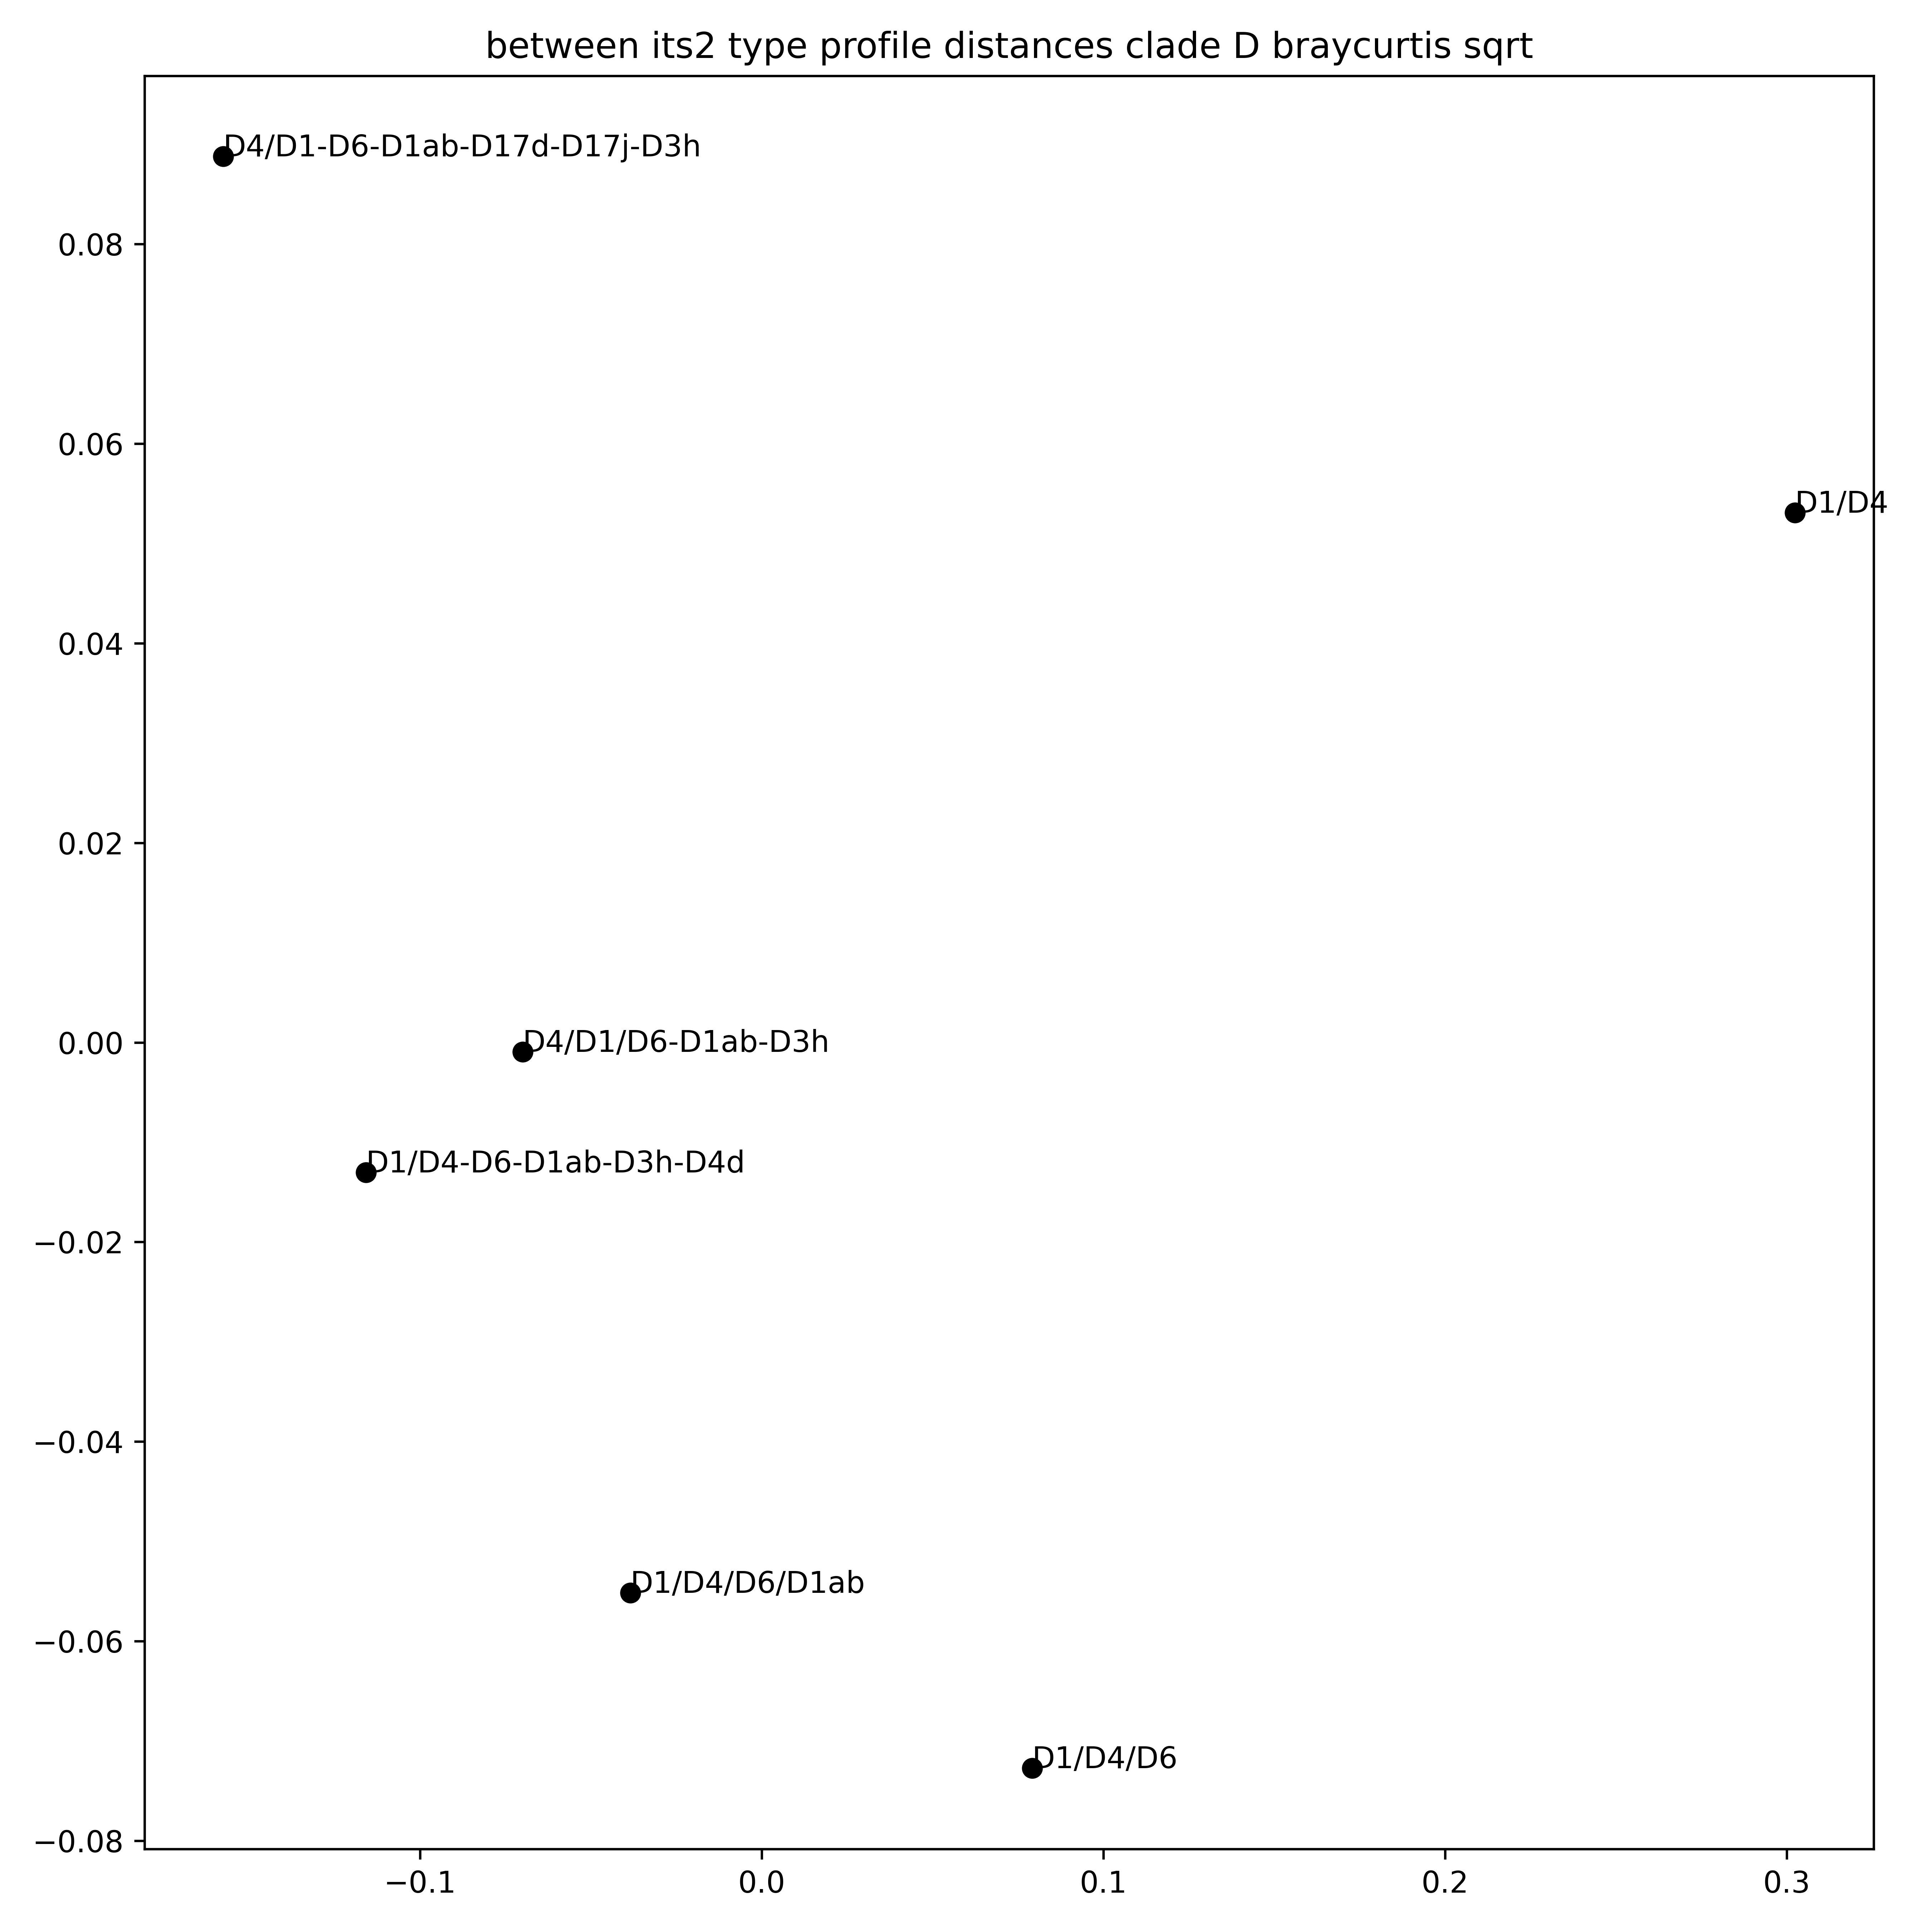 between its2 type profile distances clade D braycurtis sqrt
D4/D1-D6-D1ab-D17d-D17j-D3h
0.08
0.06
D1/D4
0.04
0.02
0.00
D4/D1/D6-D1ab-D3h
D1/D4-D6-D1ab-D3h-D4d
−0.02
−0.04
D1/D4/D6/D1ab
−0.06
D1/D4/D6
−0.08
−0.1 0.0 0.1 0.2 0.3